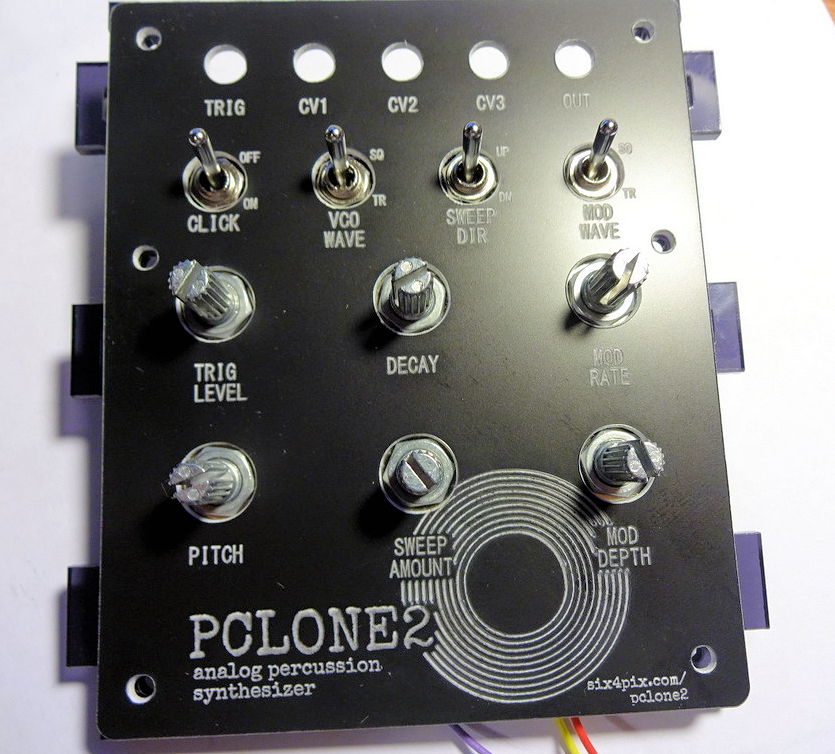 TRIG CV1 CV2 CV3 OUT
OFF SQ UP SQ
ON TR DN TR
CLICK VCO WAVE SWEEP DIR MOD WAVE
TRIG LEVEL DECAY MOD RATE
PITCH SWEEP AMOUNT MOD DEPTH
PCLONE2
analog percussion
synthesizer
six4pix.com/
pclone2